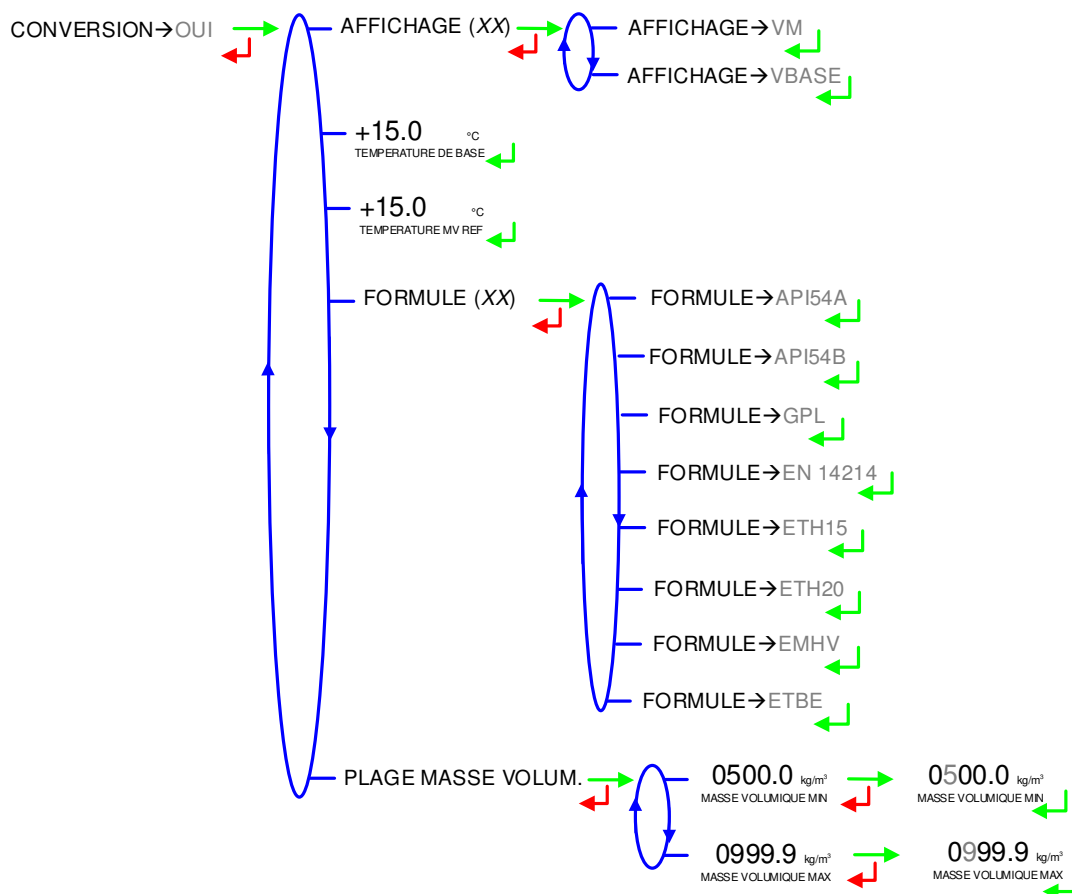 CONVERSION→OUI
AFFICHAGE (XX)
AFFICHAGE→VM
AFFICHAGE→VBASE
+15.0 °C
TEMPERATURE DE BASE
+15.0 °C
TEMPERATURE MV REF
FORMULE (XX)
FORMULE→API54A
FORMULE→API54B
FORMULE→GPL
FORMULE→EN 14214
FORMULE→ETH15
FORMULE→ETH20
FORMULE→EMHV
FORMULE→ETBE
PLAGE MASSE VOLUM.
0500.0 kg/m³
MASSE VOLUMIQUE MIN
0500.0 kg/m³
MASSE VOLUMIQUE MIN
0999.9 kg/m³
MASSE VOLUMIQUE MAX
0999.9 kg/m³
MASSE VOLUMIQUE MAX